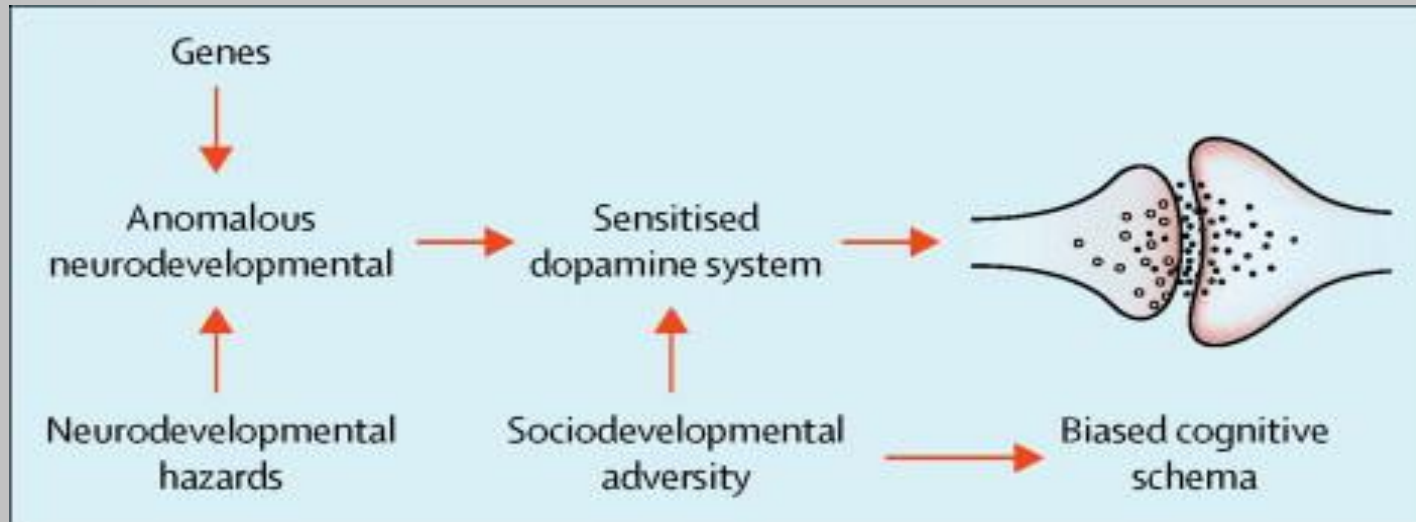 Genes
Anomalous
neurodevelopmental
Sensitised
dopamine system
Neurodevelopmental
hazards
Sociodevelopmental
adversity
Biased cognitive
schema